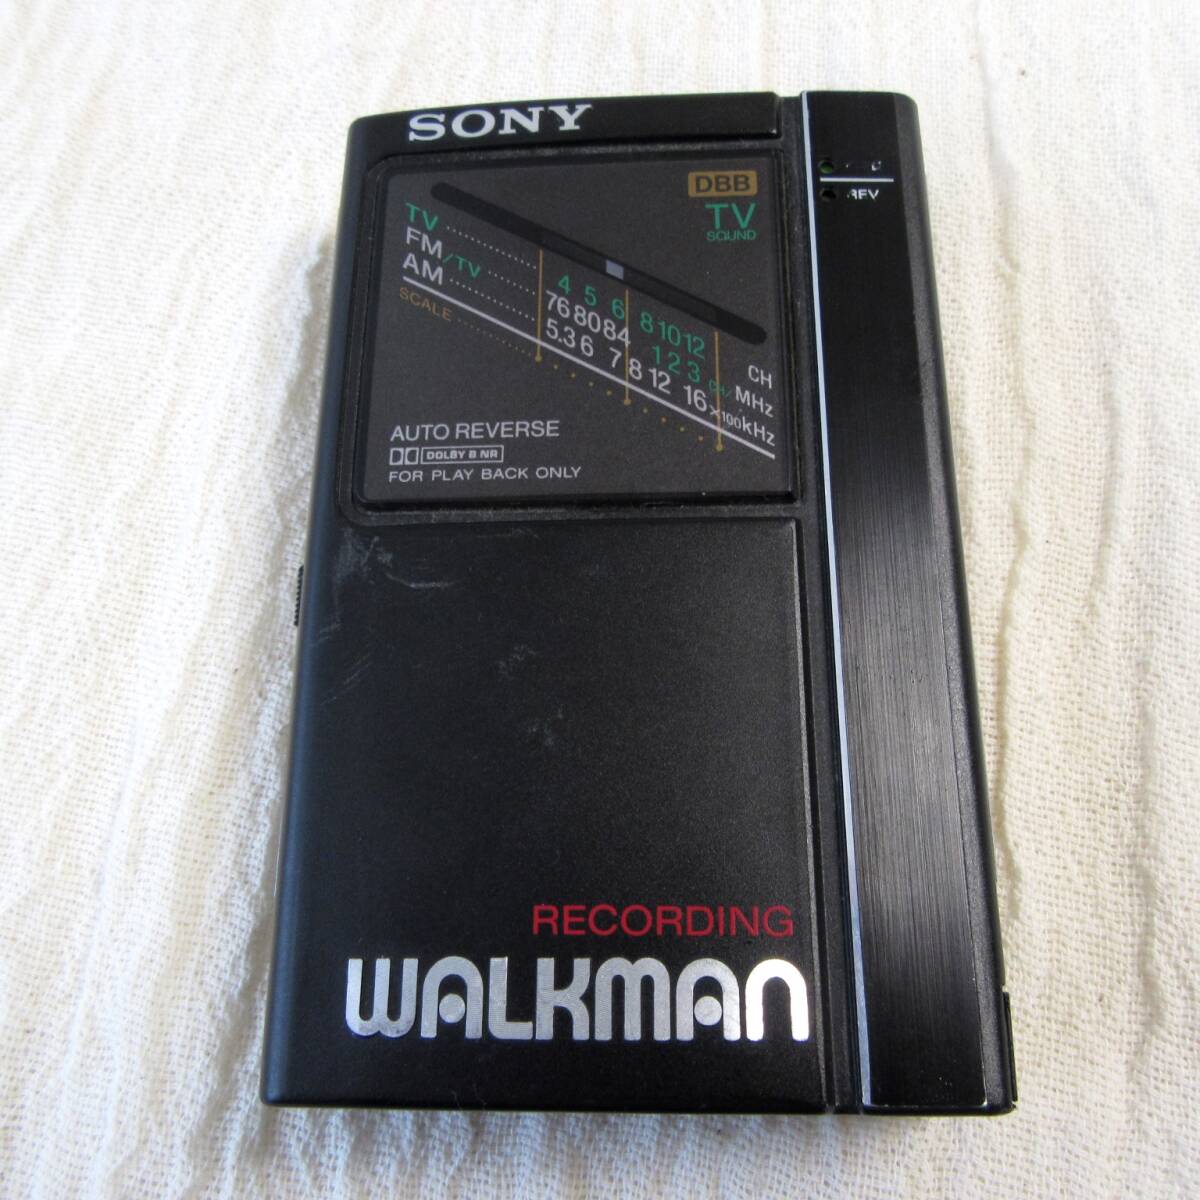 SONY
DBB
TV
SOUND
REV
TV
FM/TV
AM
SCALE
4 5 6 8 10 12 CH
76 80 84 1 2 3 CH/MHz
5.3 6 7 8 12 16 ×100kHz
AUTO REVERSE
DOLBY B NR
FOR PLAY BACK ONLY
RECORDING
WALKMAN